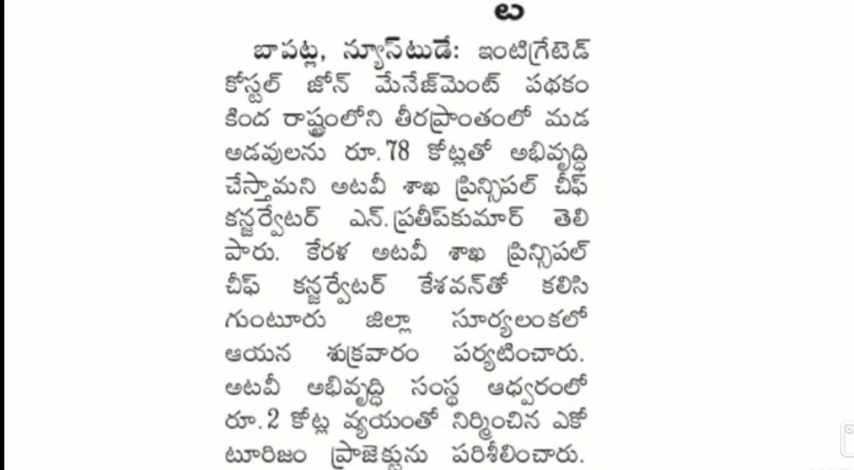 బాపట్ల, న్యూస్‌టుడే: ఇంటిగ్రేటెడ్
కోస్టల్ జోన్ మేనేజ్‌మెంట్ పథకం
కింద రాష్ట్రంలోని తీరప్రాంతంలో మడ
అడవులను రూ.78 కోట్లతో అభివృద్ధి
చేస్తామని అటవీ శాఖ ప్రిన్సిపల్ చీఫ్
కన్జర్వేటర్ ఎన్.ప్రతీప్‌కుమార్ తెలి
పారు. కేరళ అటవీ శాఖ ప్రిన్సిపల్
చీఫ్ కన్జర్వేటర్ కేశవన్‌తో కలిసి
గుంటూరు జిల్లా సూర్యలంకలో
ఆయన శుక్రవారం పర్యటించారు.
అటవీ అభివృద్ధి సంస్థ ఆధ్వరంలో
రూ.2 కోట్ల వ్యయంతో నిర్మించిన ఎకో
టూరిజం ప్రాజెక్టును పరిశీలించారు.